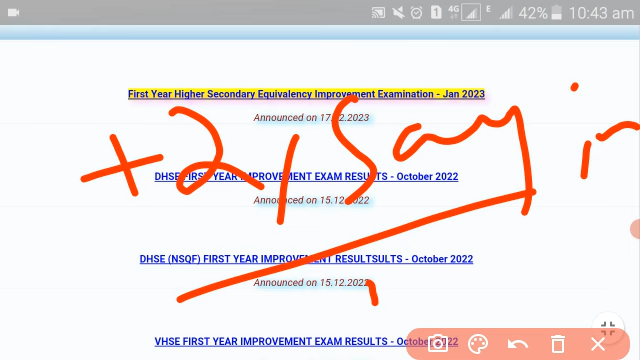 4G E 42% 10:43 am
First Year Higher Secondary Equivalency Improvement Examination - Jan 2023
Announced on 17.12.2023
+2 / Say in
DHSE FIRST YEAR IMPROVEMENT EXAM RESULTS - October 2022
Announced on 15.12.2022
DHSE (NSQF) FIRST YEAR IMPROVEMENT RESULTSULTS - October 2022
Announced on 15.12.2022
VHSE FIRST YEAR IMPROVEMENT EXAM RESULTS - October 2022